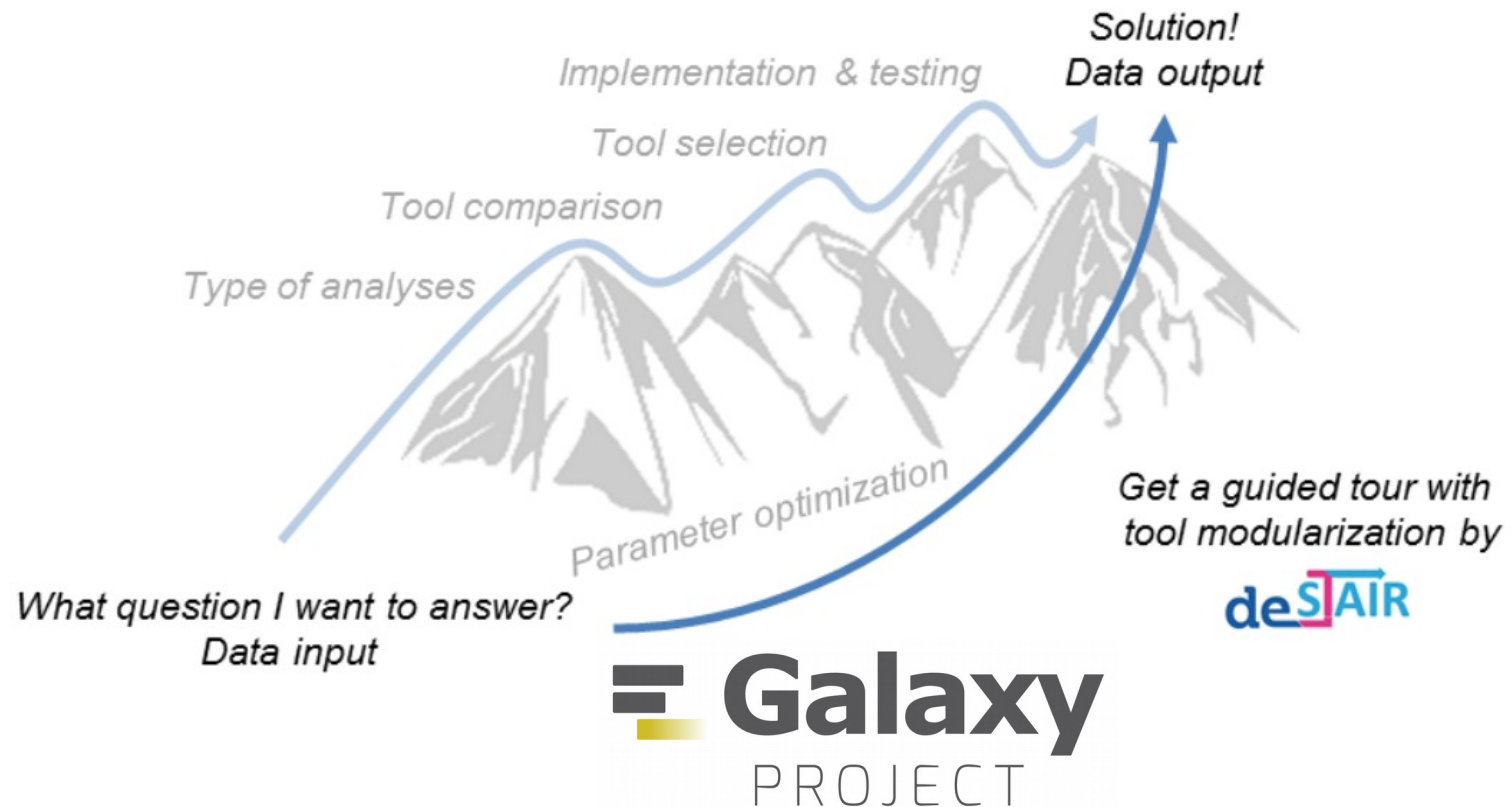 Solution!
Data output
Implementation & testing
Tool selection
Tool comparison
Type of analyses
Parameter optimization
Get a guided tour with
tool modularization by
deSTAIR
What question I want to answer?
Data input
Galaxy
PROJECT